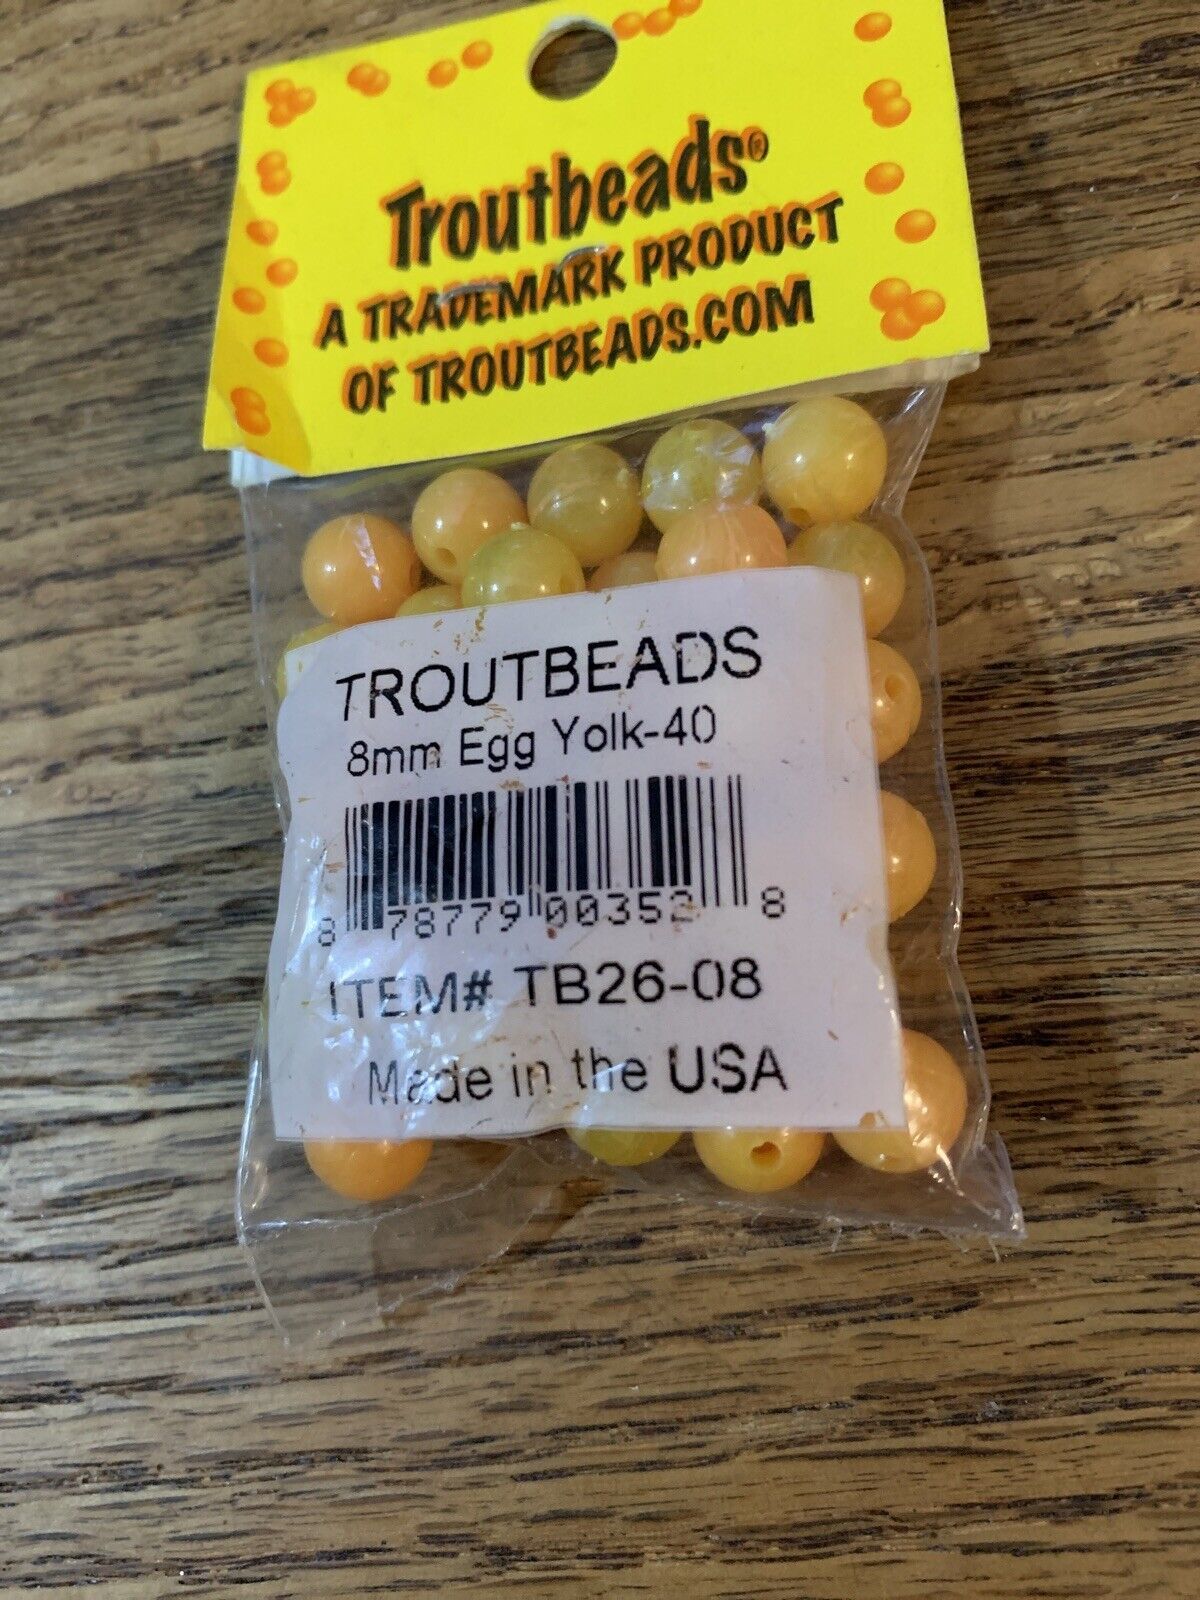 Troutbeads®
A TRADEMARK PRODUCT
OF TROUTBEADS.COM
TROUTBEADS
8mm Egg Yolk-40
8 78779 00352 8
ITEM# TB26-08
Made in the USA